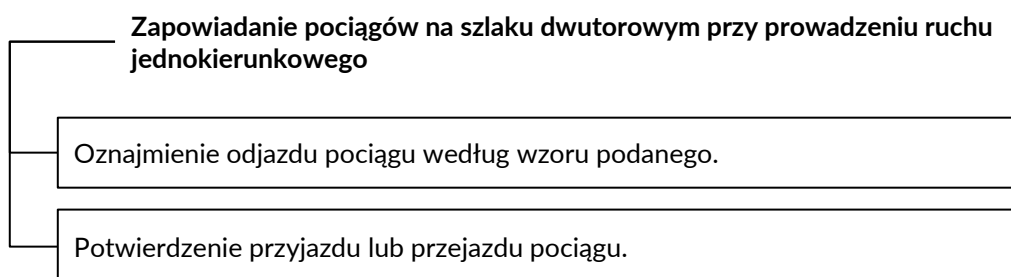 Zapowiadanie pociągów na szlaku dwutorowym przy prowadzeniu ruchu
jednokierunkowego
Oznajmienie odjazdu pociągu według wzoru podanego.
Potwierdzenie przyjazdu lub przejazdu pociągu.